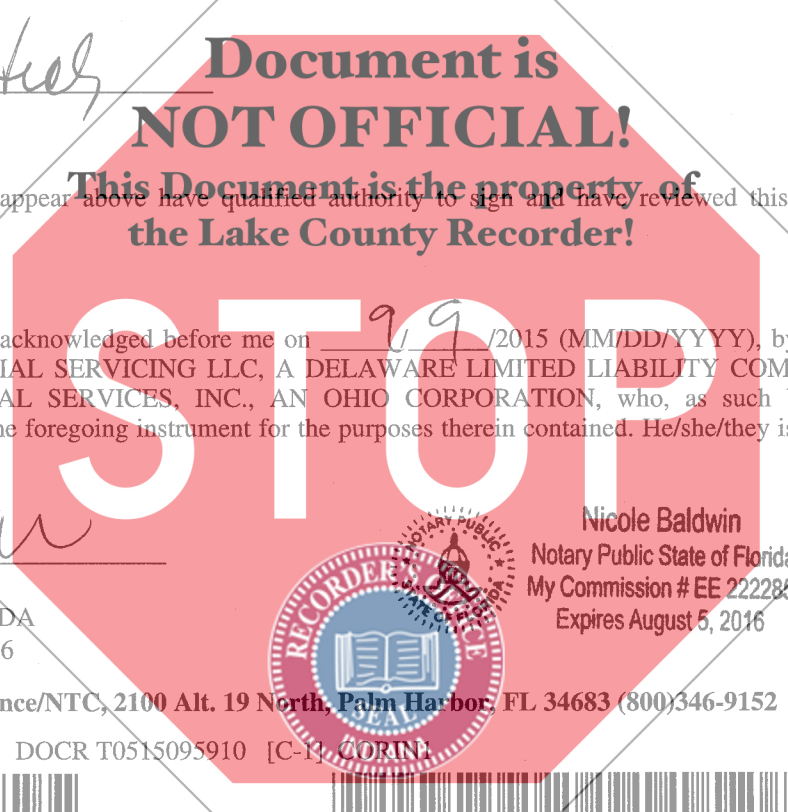 Document is
NOT OFFICIAL!
This Document is the property of
appear above have qualified authority to sign and have reviewed this
the Lake County Recorder!
STOP
acknowledged before me on 9/9/2015 (MM/DD/YYYY), by
IAL SERVICING LLC, A DELAWARE LIMITED LIABILITY COM
AL SERVICES, INC., AN OHIO CORPORATION, who, as such
ne foregoing instrument for the purposes therein contained. He/she/they is
NOTARY PUBLIC
STATE OF FLORIDA
Nicole Baldwin
Notary Public State of Florida
My Commission # EE 222285
Expires August 5, 2016
RECORDER'S OFFICE
SEAL
DA
6
nce/NTC, 2100 Alt. 19 North, Palm Harbor, FL 34683 (800)346-9152
DOCR T0515095910 [C-1] CORIN1